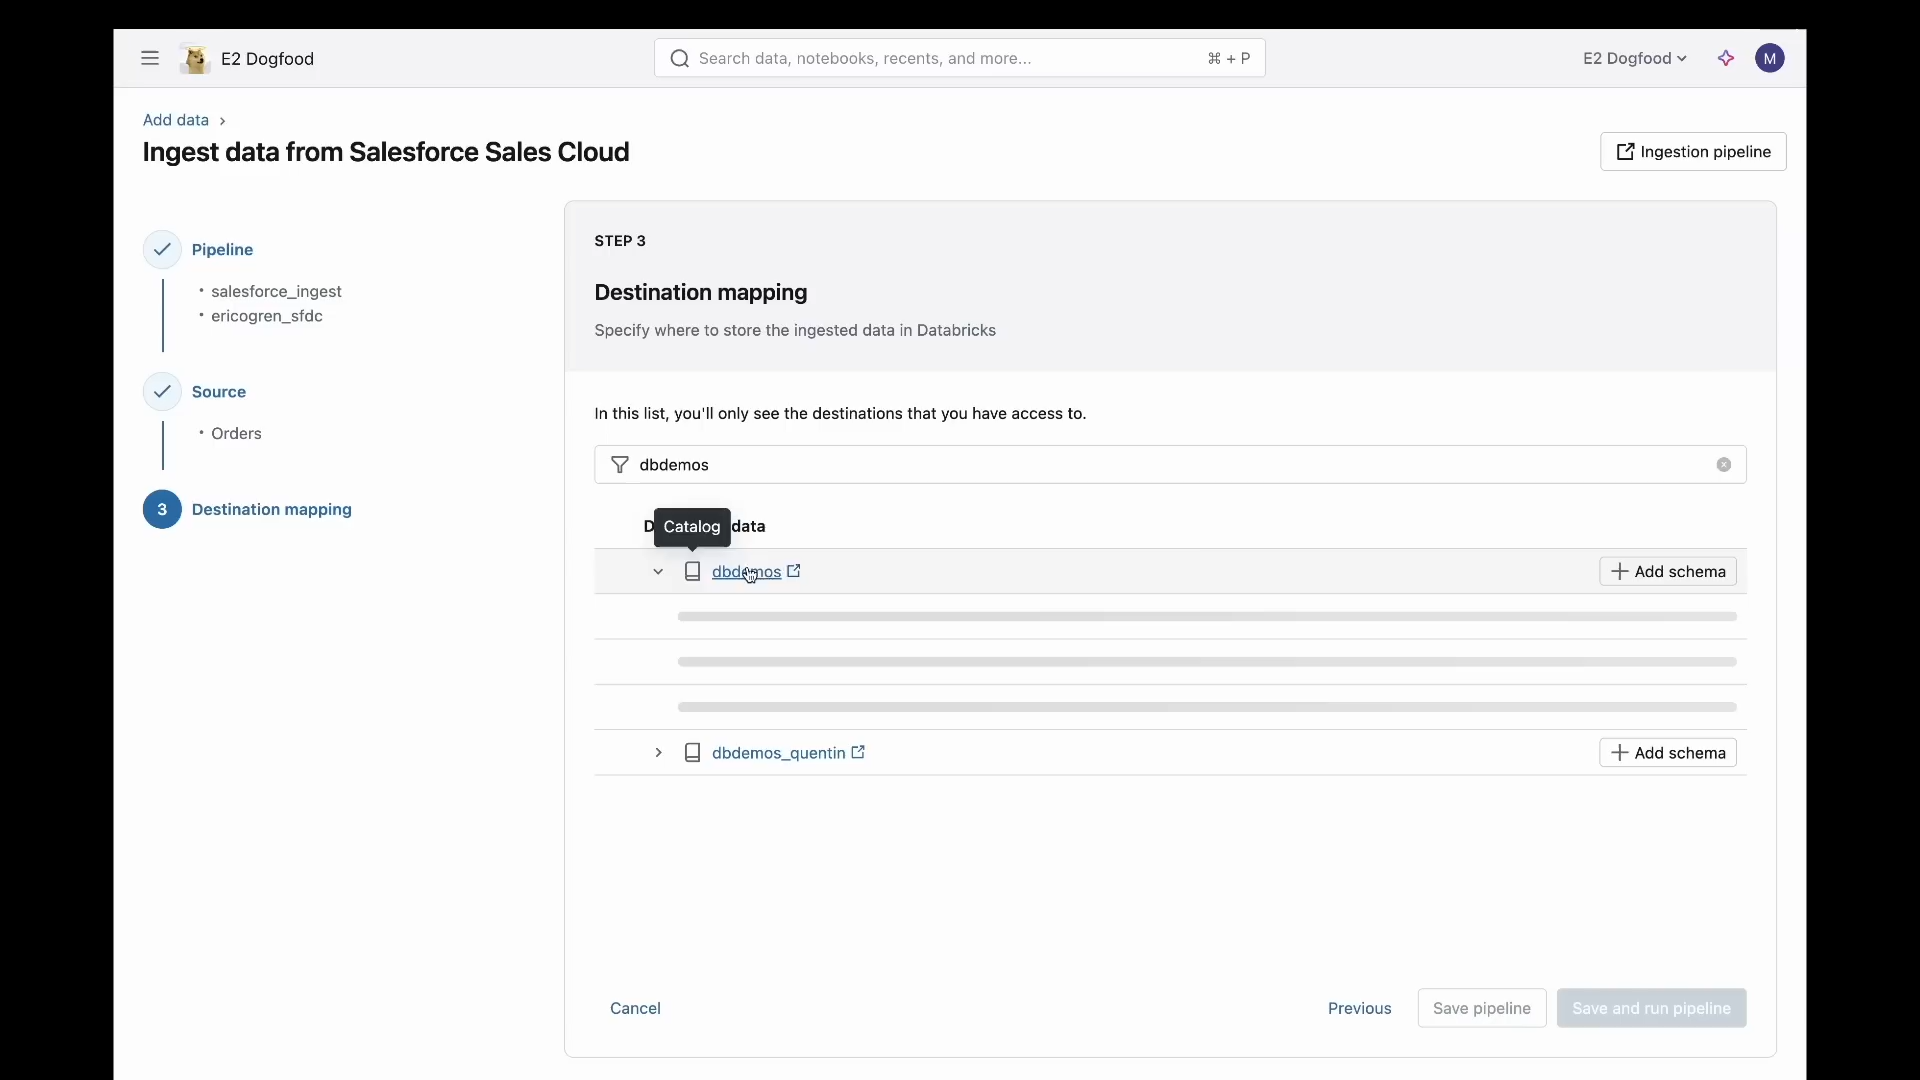 E2 Dogfood
Search data, notebooks, recents, and more...
⌘ + P
E2 Dogfood
M
Add data ›
Ingest data from Salesforce Sales Cloud
Ingestion pipeline
Pipeline
• salesforce_ingest
• ericogren_sfdc
Source
• Orders
3 Destination mapping
STEP 3
Destination mapping
Specify where to store the ingested data in Databricks
In this list, you'll only see the destinations that you have access to.
dbdemos
Catalog
data
dbdemos
+ Add schema
dbdemos_quentin
+ Add schema
Cancel
Previous
Save pipeline
Save and run pipeline